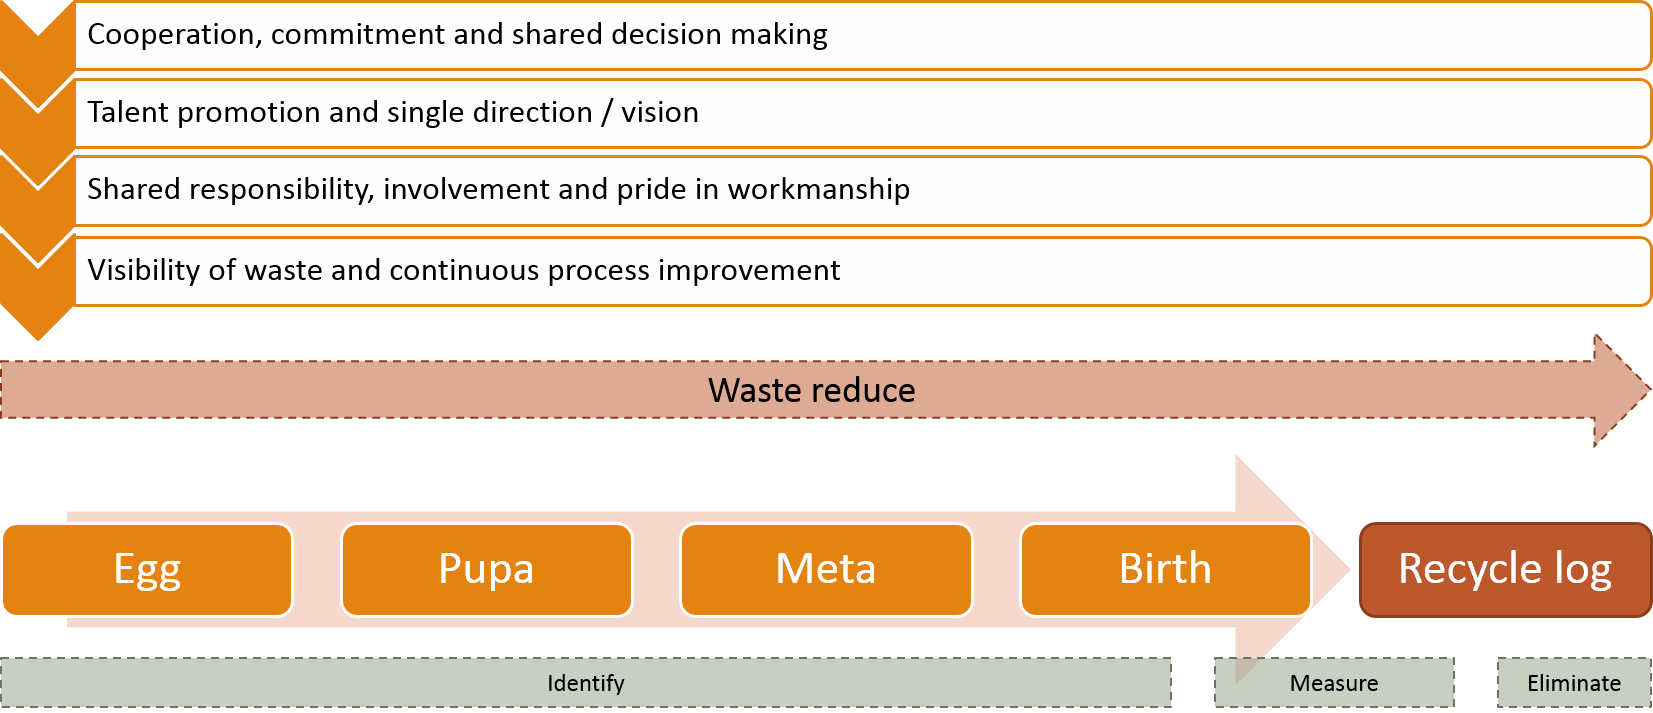 Cooperation, commitment and shared decision making
Talent promotion and single direction / vision
Shared responsibility, involvement and pride in workmanship
Visibility of waste and continuous process improvement
Waste reduce
Egg
Pupa
Meta
Birth
Recycle log
Identify
Measure
Eliminate